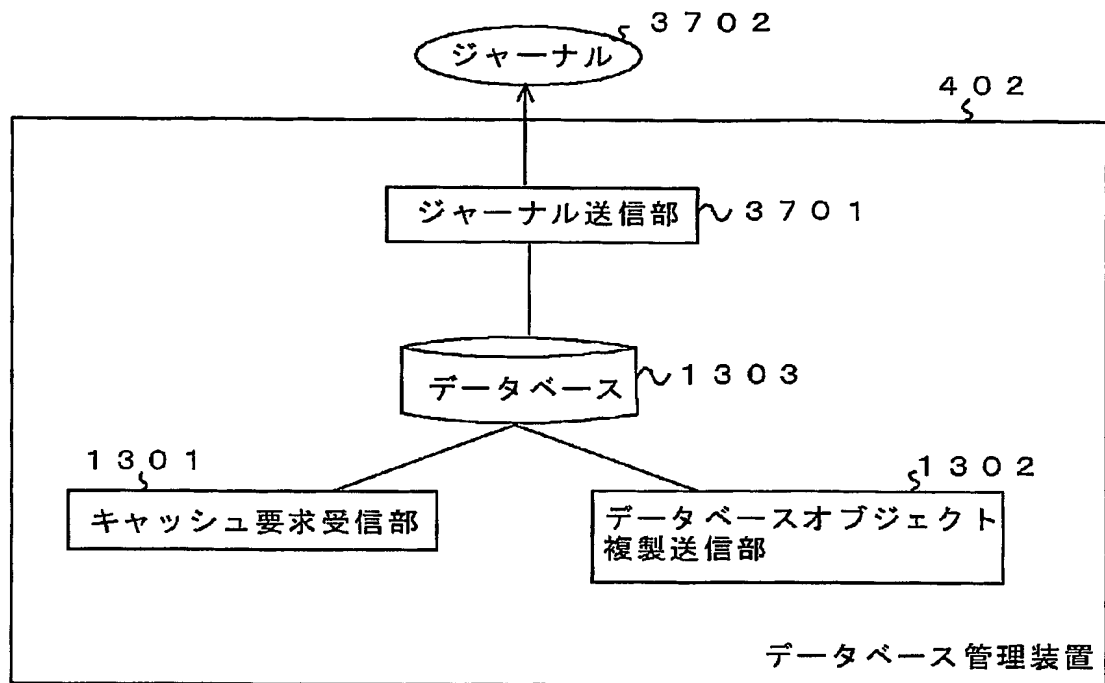 ３７０２
ジャーナル
４０２
ジャーナル送信部
３７０１
データベース
１３０３
１３０１
１３０２
キャッシュ要求受信部
データベースオブジェクト
複製送信部
データベース管理装置